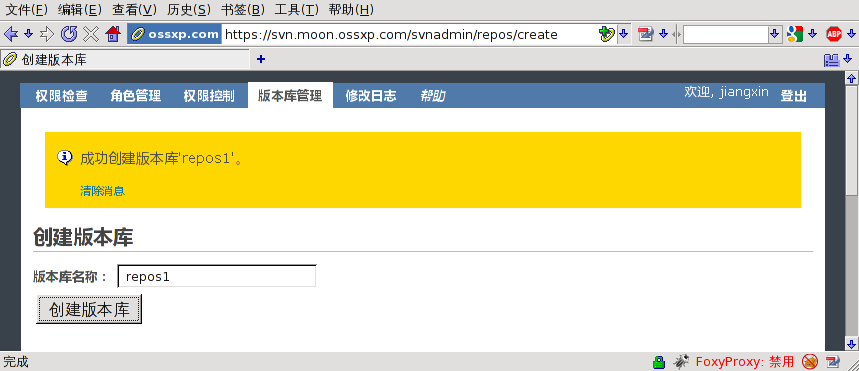 文件(F) 编辑(E) 查看(V) 历史(S) 书签(B) 工具(T) 帮助(H)
ossxp.com https://svn.moon.ossxp.com/svnadmin/repos/create ABP
创建版本库
权限检查 角色管理 权限控制 版本库管理 修改日志 帮助 欢迎, jiangxin 登出
成功创建版本库'repos1'。
清除消息
创建版本库
版本库名称： repos1
创建版本库
完成 FoxyProxy: 禁用